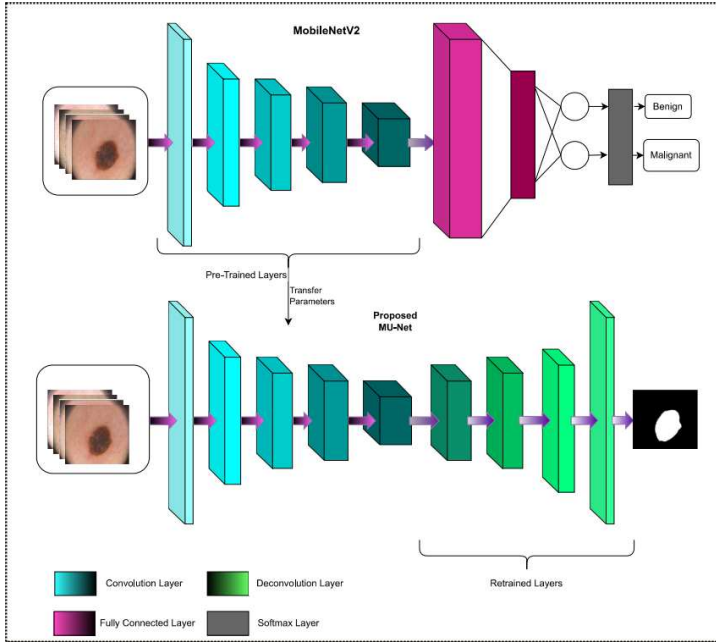 MobileNetV2
Benign
Malignant
Pre-Trained Layers
Transfer
Parameters
Proposed
MU-Net
Retrained Layers
Convolution Layer
Deconvolution Layer
Fully Connected Layer
Softmax Layer